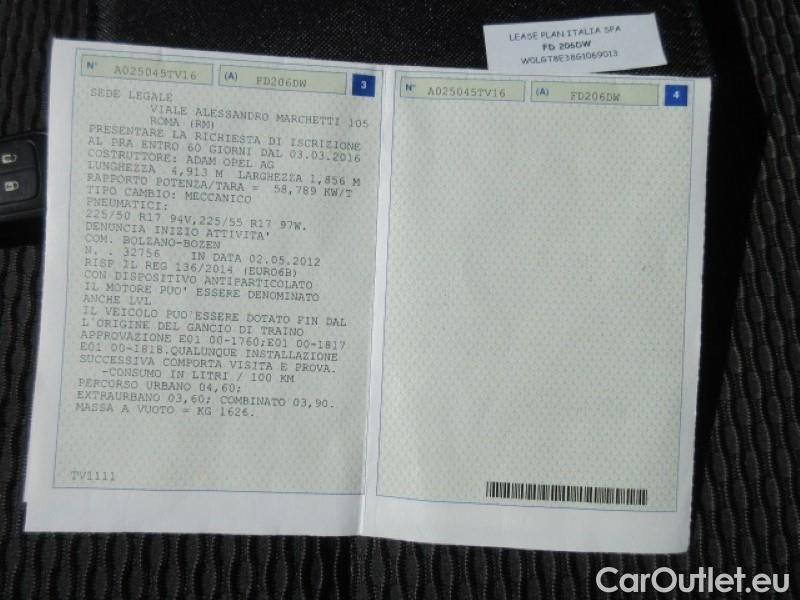 LEASE PLAN ITALIA SPA
FD 206DW
W0LGT8E38G1069013
N° A025045TV16 (A) FD206DW 3
SEDE LEGALE
VIALE ALESSANDRO MARCHETTI 105
ROMA (RM)
PRESENTARE LA RICHIESTA DI ISCRIZIONE
AL PRA ENTRO 60 GIORNI DAL 03.03.2016
COSTRUTTORE: ADAM OPEL AG
LUNGHEZZA 4,913 M LARGHEZZA 1,856 M
RAPPORTO POTENZA/TARA = 58,789 KW/T
TIPO CAMBIO: MECCANICO
PNEUMATICI:
225/50 R17 94V,225/55 R17 97W.
DENUNCIA INIZIO ATTIVITA'
COM. BOLZANO-BOZEN
N. . 32756 IN DATA 02.05.2012
RISP IL REG 136/2014 (EURO6B)
CON DISPOSITIVO ANTIPARTICOLATO
IL MOTORE PUO' ESSERE DENOMINATO
ANCHE LVL
IL VEICOLO PUO'ESSERE DOTATO FIN DAL
L'ORIGINE DEL GANCIO DI TRAINO
APPROVAZIONE E01 00-1760;E01 00-1817
E01 00-1818.QUALUNQUE INSTALLAZIONE
SUCCESSIVA COMPORTA VISITA E PROVA.
-CONSUMO IN LITRI / 100 KM
PERCORSO URBANO 04,60;
EXTRAURBANO 03,60; COMBINATO 03,90.
MASSA A VUOTO = KG 1626.
TV1111
N° A025045TV16 (A) FD206DW 4
CarOutlet.eu